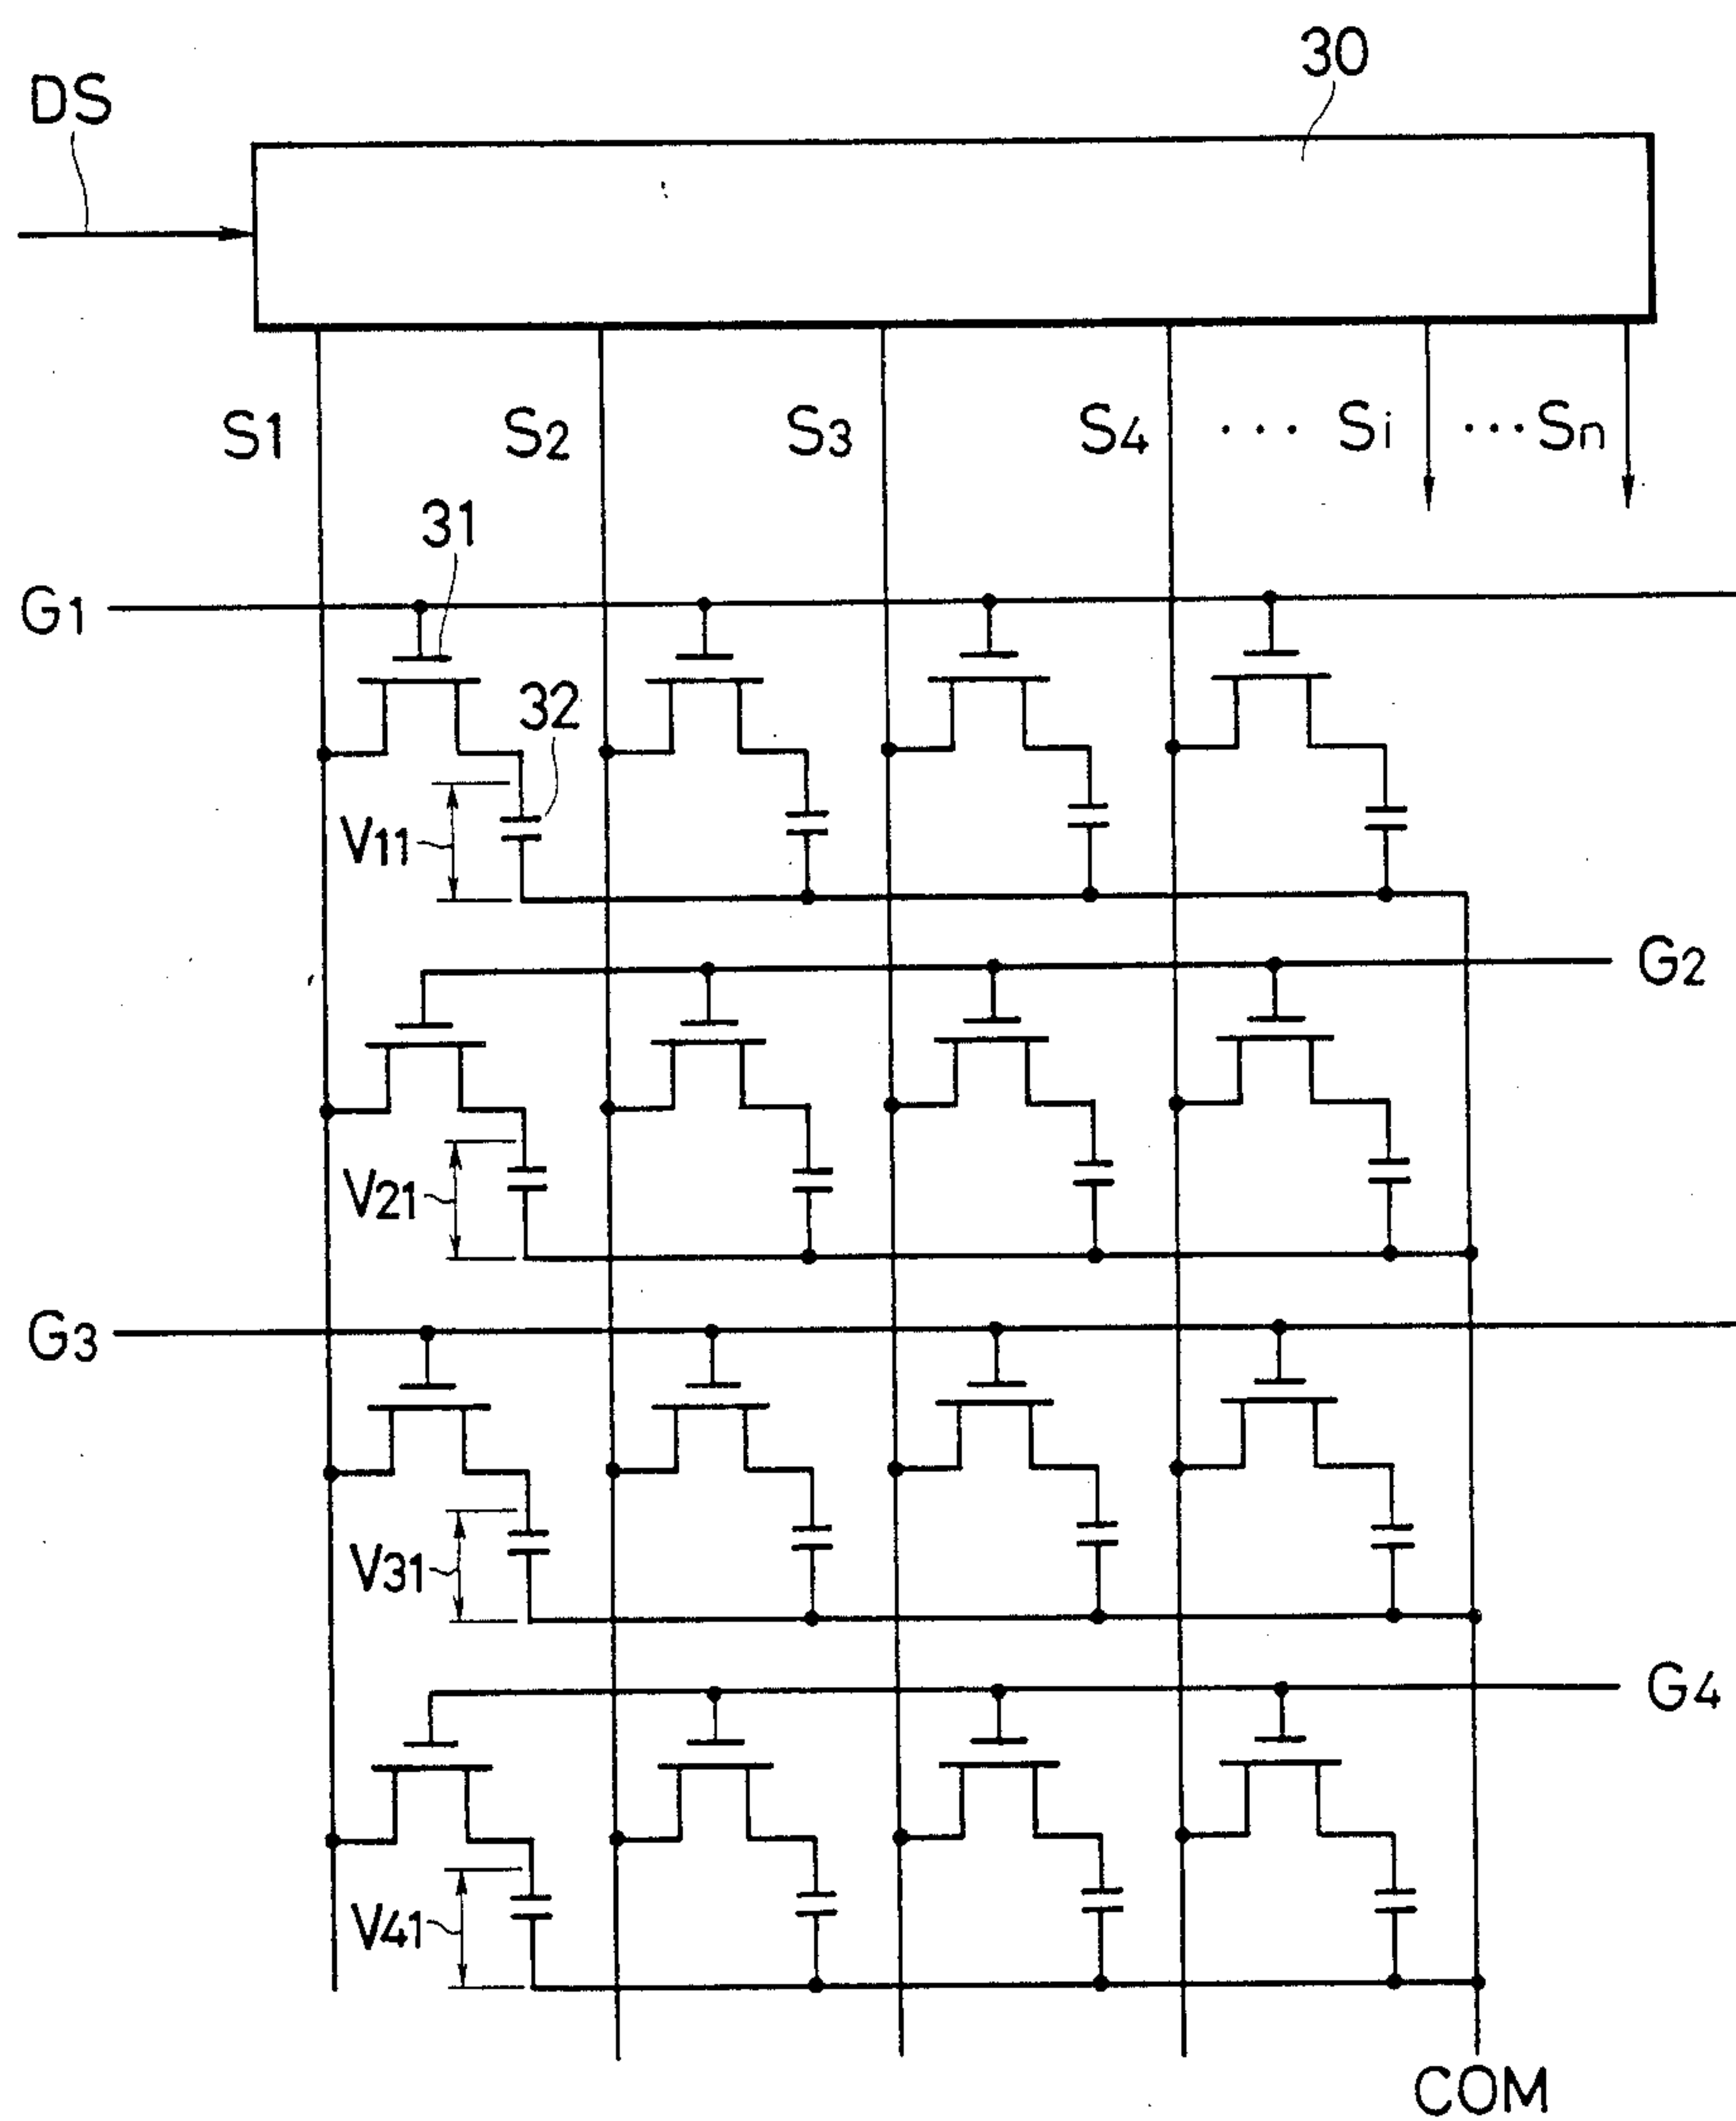 30
DS
S1 S2 S3 S4 ... Si ...Sn
31
G1
32
V11
G2
V21
G3
V31
G4
V41
COM